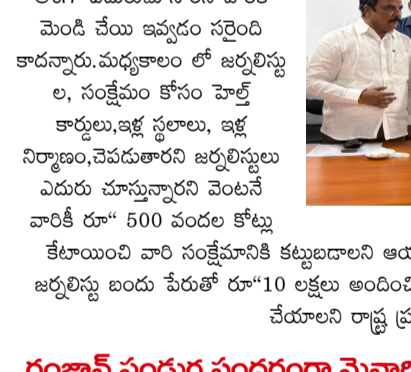 మెండి చేయి ఇవ్వడం సరైంది
కాదన్నారు.మధ్యకాలం లో జర్నలిస్టు
ల, సంక్షేమం కోసం హెల్త్
కార్డులు,ఇళ్ల స్థలాలు, ఇళ్ల
నిర్మాణం,చెపడుతారని జర్నలిస్టులు
ఎదురు చూస్తున్నారని వెంటనే
వారికీ రూ“ 500 వందల కోట్లు
కేటాయించి వారి సంక్షేమానికి కట్టుబడాలని
జర్నలిస్టు బందు పేరుతో రూ“10 లక్షలు
చేయాలని రాష్ట్ర